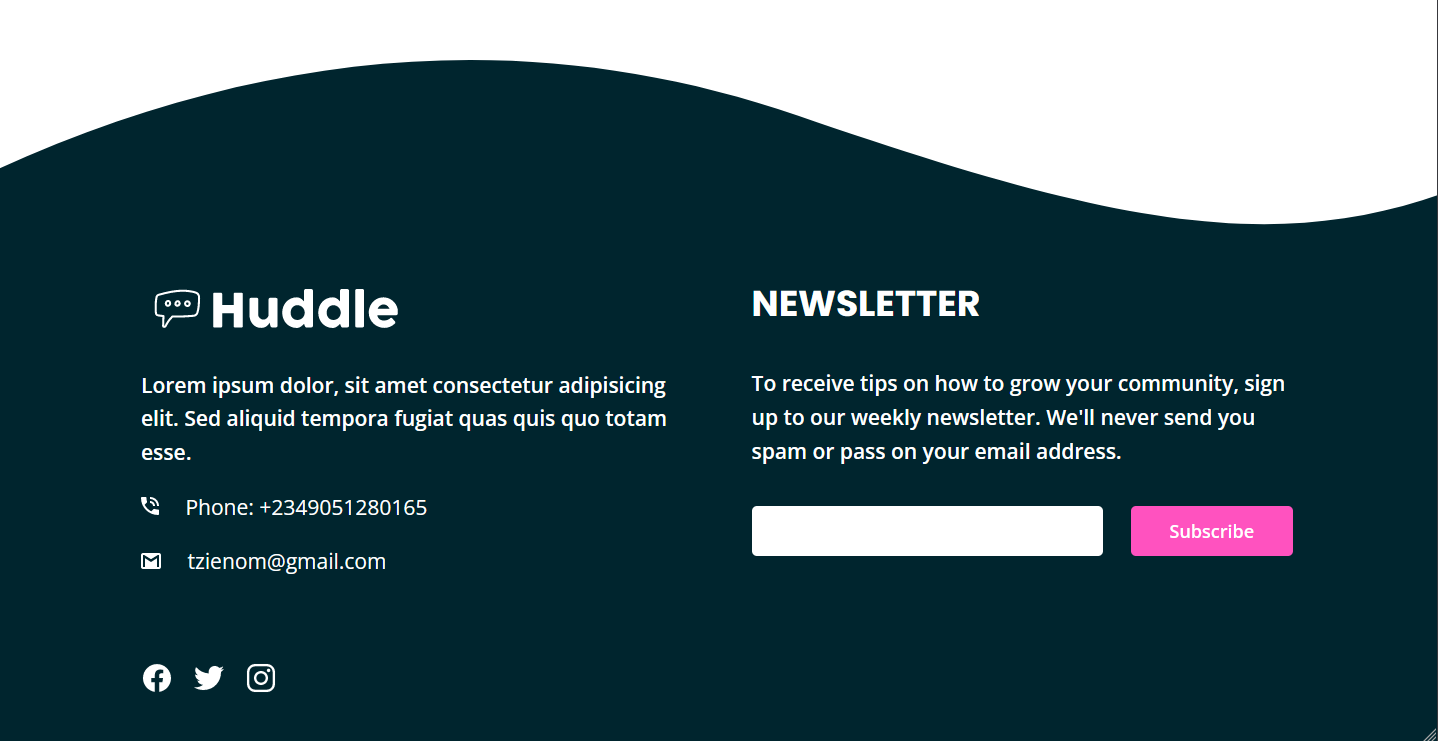 Huddle
Lorem ipsum dolor, sit amet consectetur adipisicing
elit. Sed aliquid tempora fugiat quas quis quo totam
esse.
Phone: +2349051280165
tzienom@gmail.com
NEWSLETTER
To receive tips on how to grow your community, sign
up to our weekly newsletter. We'll never send you
spam or pass on your email address.
Subscribe